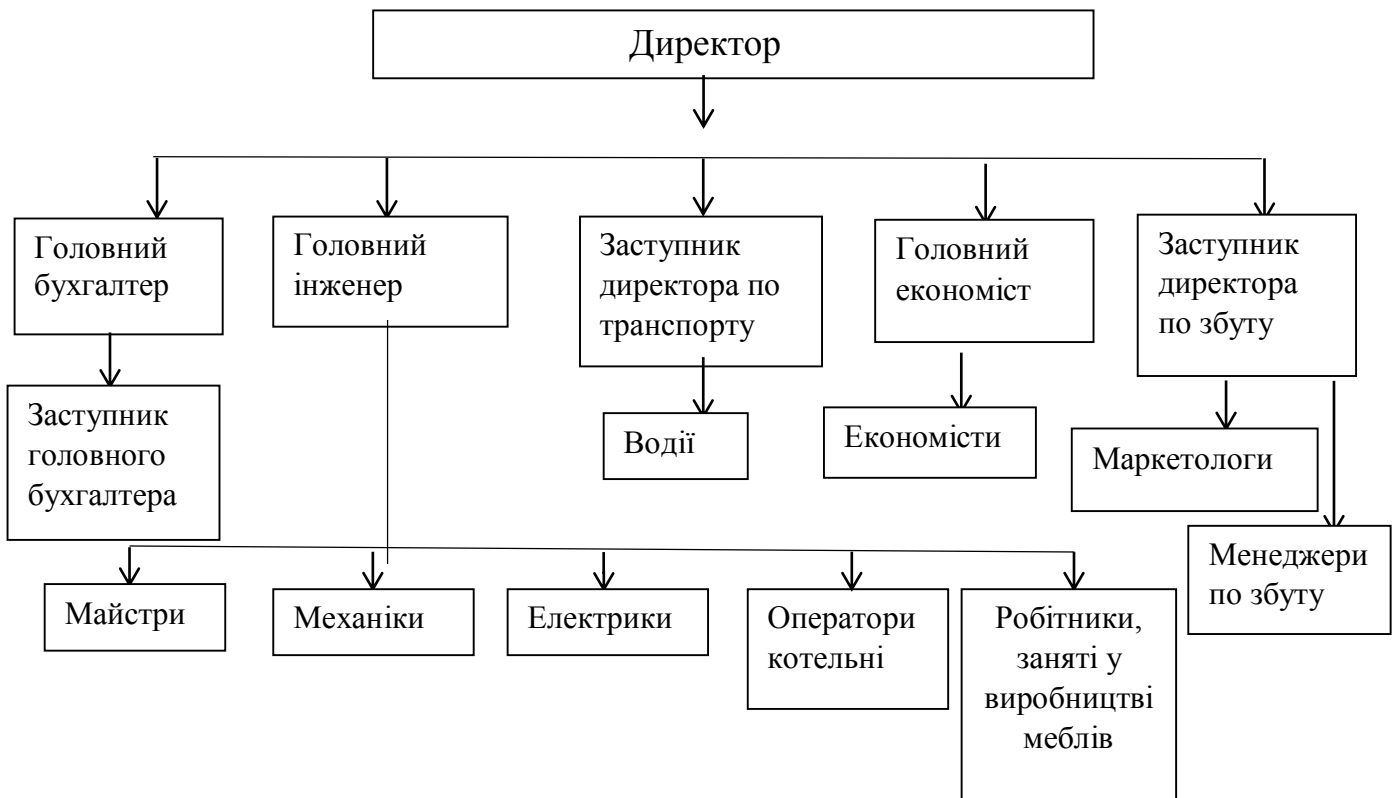 Директор
Головний
бухгалтер
Головний
інженер
Заступник
директора по
транспорту
Головний
економіст
Заступник
директора
по збуту
Заступник
головного
бухгалтера
Водії
Економісти
Маркетологи
Менеджери
по збуту
Майстри
Механіки
Електрики
Оператори
котельні
Робітники,
заняті у
виробництві
меблів